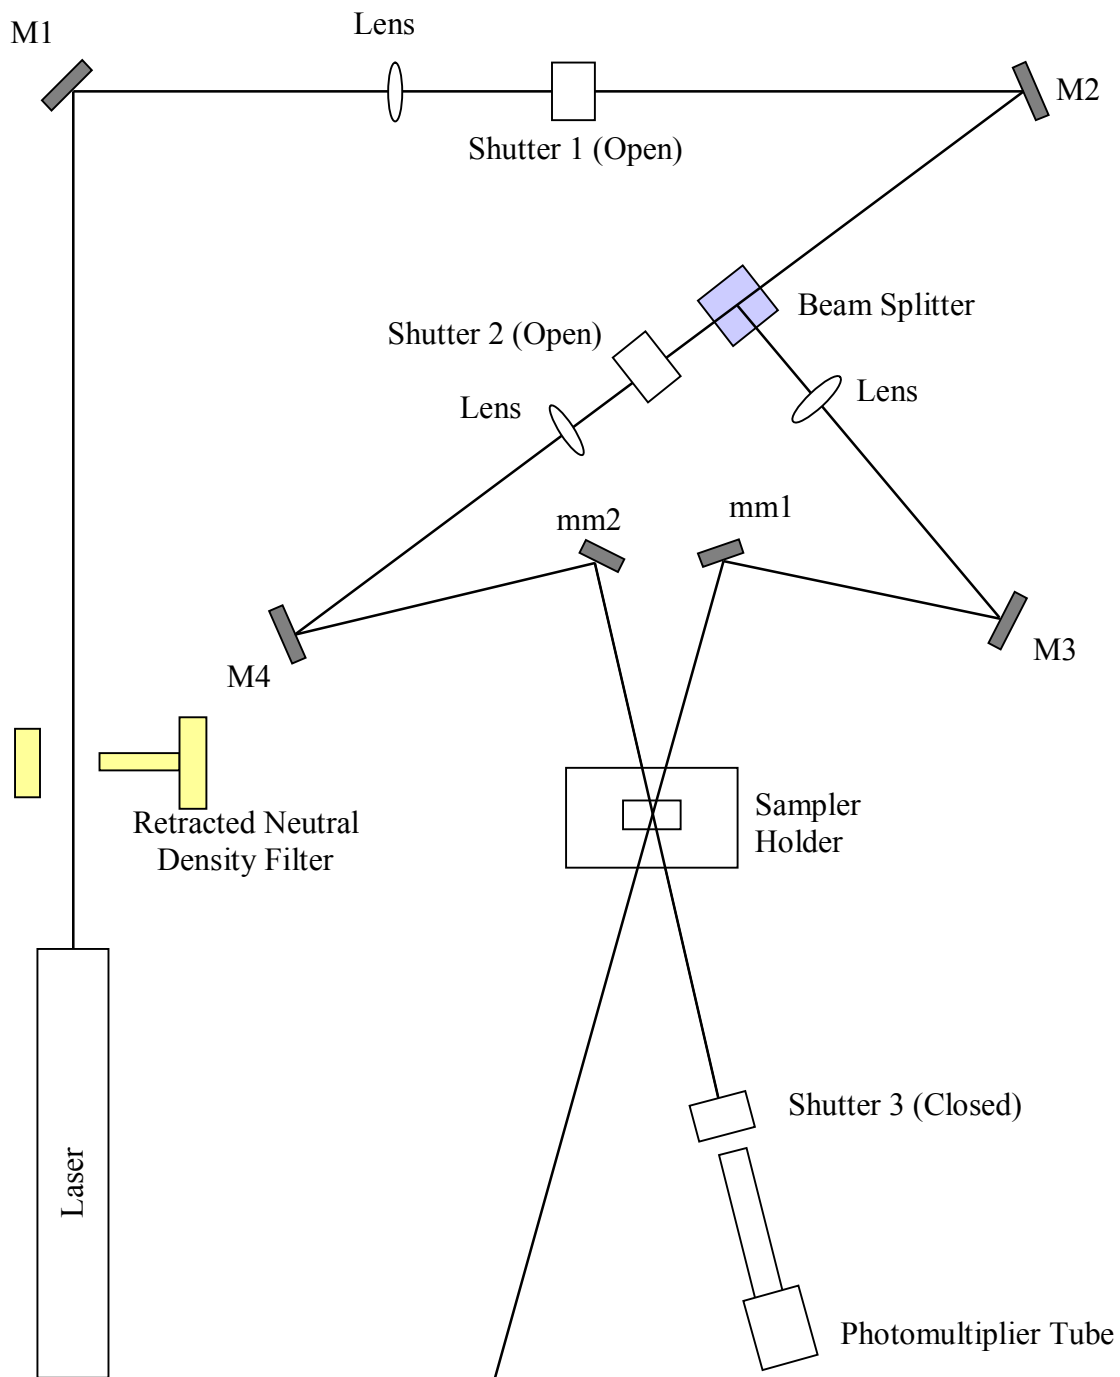 M1
Lens
M2
Shutter 1 (Open)
Beam Splitter
Shutter 2 (Open)
Lens
Lens
mm2
mm1
M4
M3
Retracted Neutral
Density Filter
Sampler
Holder
Laser
Shutter 3 (Closed)
Photomultiplier Tube